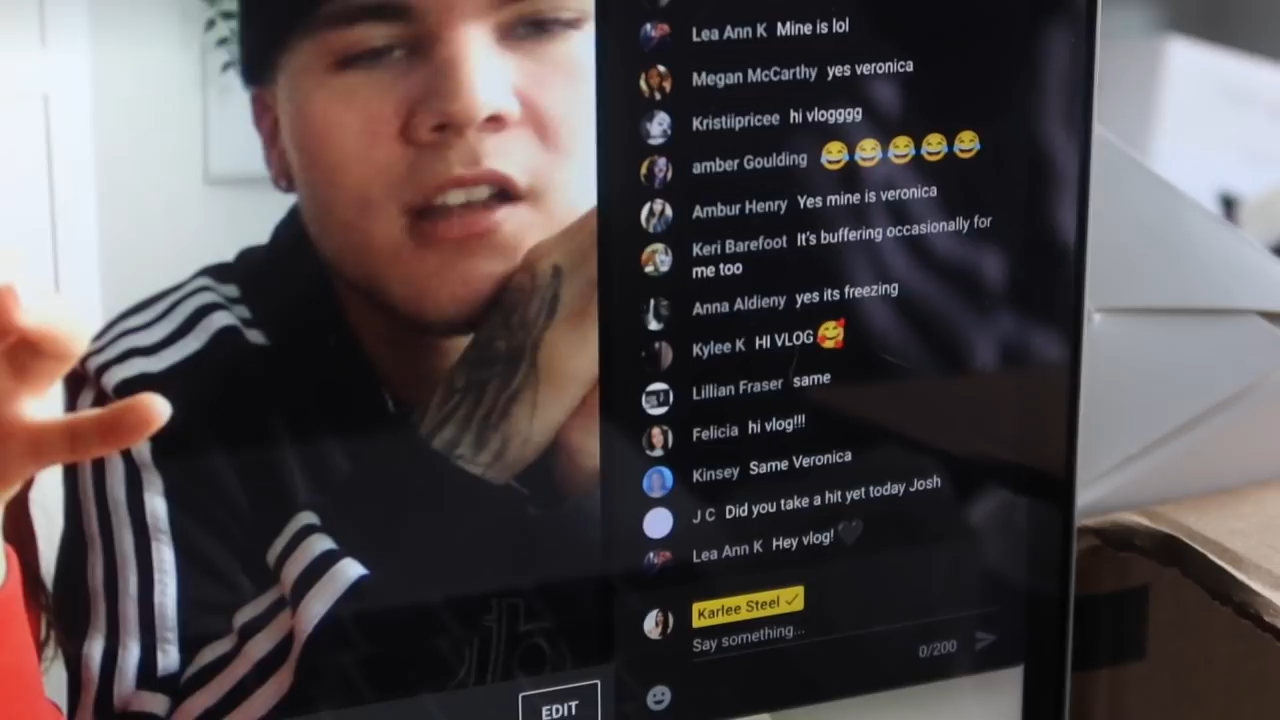 Lea Ann K Mine is lol
Megan McCarthy yes veronica
Kristiipricee hi vlogggg
amber Goulding 😂😂😂😂😂
Ambur Henry Yes mine is veronica
Keri Barefoot It's buffering occasionally for
me too
Anna Aldieny yes its freezing
Kylee K HI VLOG🥰
Lillian Fraser same
Felicia hi vlog!!!
Kinsey Same Veronica
J C Did you take a hit yet today Josh
Lea Ann K Hey vlog! 🖤
Karlee Steel ✓
Say something...
0/200
EDIT